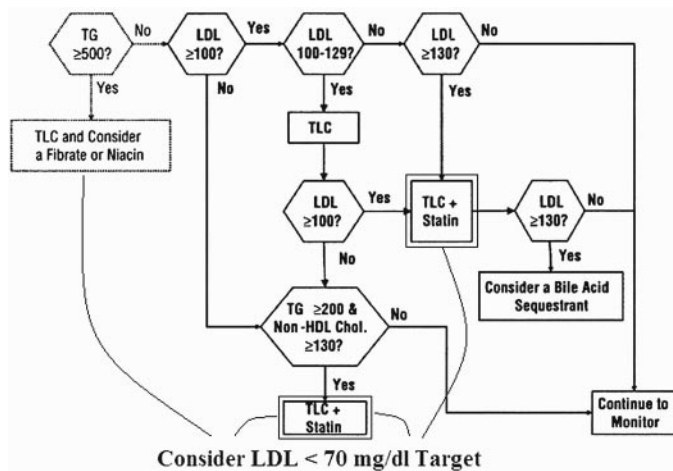 TG
≥500?
No
LDL
≥100?
Yes
LDL
100-129?
No
LDL
≥130?
No
Yes
No
Yes
Yes
TLC and Consider
a Fibrate or Niacin
TLC
LDL
≥100?
Yes
TLC +
Statin
LDL
≥130?
No
No
Yes
Consider a Bile Acid
Sequestrant
TG ≥200 &
Non-HDL Chol.
≥130?
No
Yes
TLC +
Statin
Continue to
Monitor
Consider LDL < 70 mg/dl Target